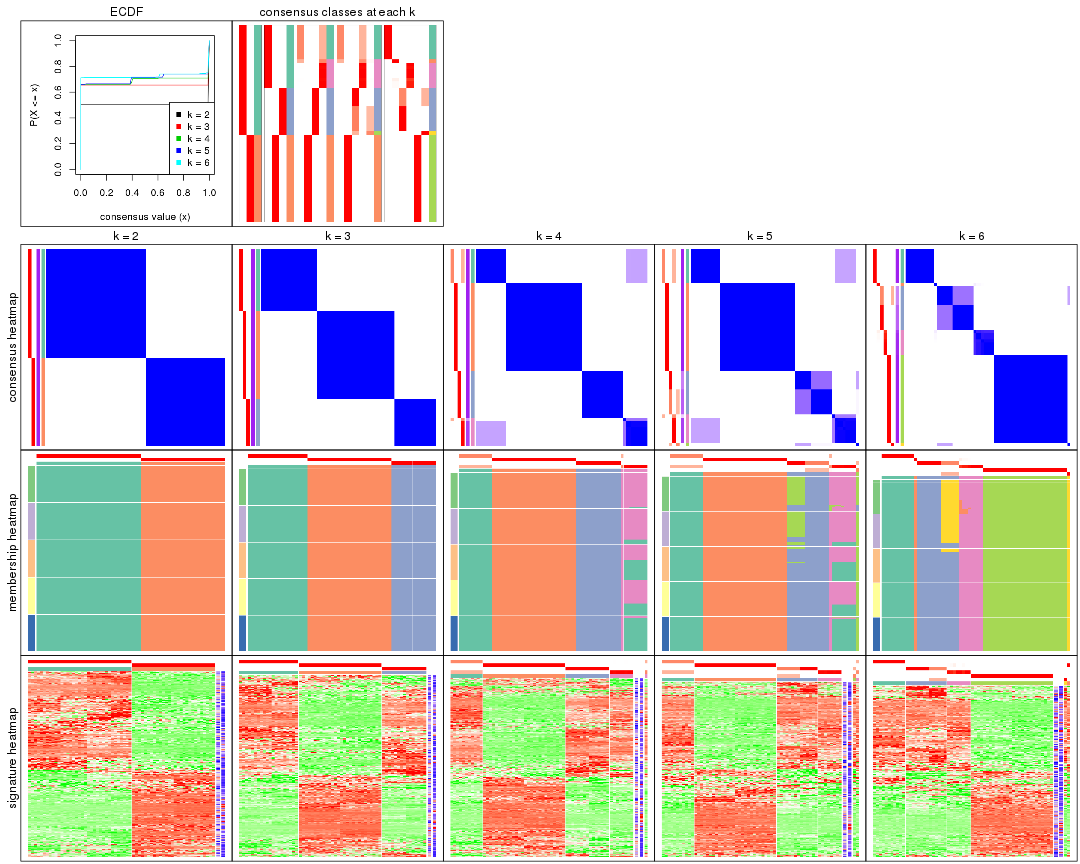 ECDF
consensus classes at each k
P(X <= x)
1.0
0.8
0.6
0.4
0.2
0.0
k = 2
k = 3
k = 4
k = 5
k = 6
0.0 0.2 0.4 0.6 0.8 1.0
consensus value (x)
k = 2
k = 3
k = 4
k = 5
k = 6
consensus heatmap
membership heatmap
signature heatmap